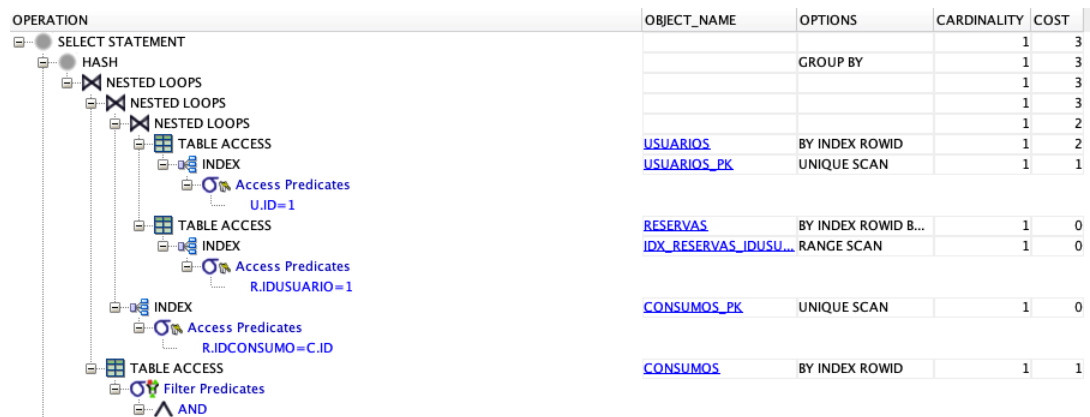 OPERATION OBJECT_NAME OPTIONS CARDINALITY COST
SELECT STATEMENT 1 3
HASH GROUP BY 1 3
NESTED LOOPS 1 3
NESTED LOOPS 1 3
NESTED LOOPS 1 2
TABLE ACCESS USUARIOS BY INDEX ROWID 1 2
INDEX USUARIOS_PK UNIQUE SCAN 1 1
Access Predicates
U.ID=1
TABLE ACCESS RESERVAS BY INDEX ROWID B... 1 0
INDEX IDX_RESERVAS_IDUSU... RANGE SCAN 1 0
Access Predicates
R.IDUSUARIO=1
INDEX CONSUMOS_PK UNIQUE SCAN 1 0
Access Predicates
R.IDCONSUMO=C.ID
TABLE ACCESS CONSUMOS BY INDEX ROWID 1 1
Filter Predicates
AND